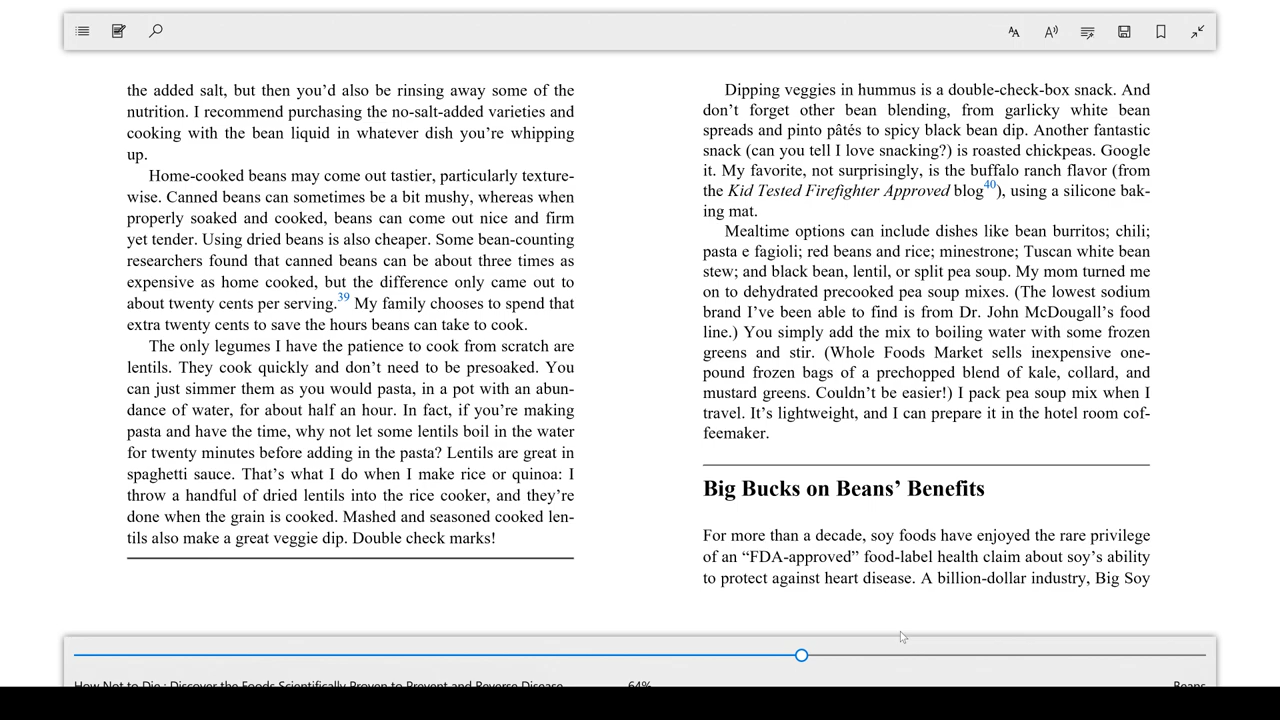 the added salt, but then you’d also be rinsing away some of the
nutrition. I recommend purchasing the no-salt-added varieties and
cooking with the bean liquid in whatever dish you’re whipping
up.
Home-cooked beans may come out tastier, particularly texture-
wise. Canned beans can sometimes be a bit mushy, whereas when
properly soaked and cooked, beans can come out nice and firm
yet tender. Using dried beans is also cheaper. Some bean-counting
researchers found that canned beans can be about three times as
expensive as home cooked, but the difference only came out to
about twenty cents per serving.39 My family chooses to spend that
extra twenty cents to save the hours beans can take to cook.
The only legumes I have the patience to cook from scratch are
lentils. They cook quickly and don’t need to be presoaked. You
can just simmer them as you would pasta, in a pot with an abun-
dance of water, for about half an hour. In fact, if you’re making
pasta and have the time, why not let some lentils boil in the water
for twenty minutes before adding in the pasta? Lentils are great in
spaghetti sauce. That’s what I do when I make rice or quinoa: I
throw a handful of dried lentils into the rice cooker, and they’re
done when the grain is cooked. Mashed and seasoned cooked len-
tils also make a great veggie dip. Double check marks!
Dipping veggies in hummus is a double-check-box snack. And
don’t forget other bean blending, from garlicky white bean
spreads and pinto pâtés to spicy black bean dip. Another fantastic
snack (can you tell I love snacking?) is roasted chickpeas. Google
it. My favorite, not surprisingly, is the buffalo ranch flavor (from
the Kid Tested Firefighter Approved blog40), using a silicone bak-
ing mat.
Mealtime options can include dishes like bean burritos; chili;
pasta e fagioli; red beans and rice; minestrone; Tuscan white bean
stew; and black bean, lentil, or split pea soup. My mom turned me
on to dehydrated precooked pea soup mixes. (The lowest sodium
brand I’ve been able to find is from Dr. John McDougall’s food
line.) You simply add the mix to boiling water with some frozen
greens and stir. (Whole Foods Market sells inexpensive one-
pound frozen bags of a prechopped blend of kale, collard, and
mustard greens. Couldn’t be easier!) I pack pea soup mix when I
travel. It’s lightweight, and I can prepare it in the hotel room cof-
feemaker.
Big Bucks on Beans’ Benefits
For more than a decade, soy foods have enjoyed the rare privilege
of an “FDA-approved” food-label health claim about soy’s ability
to protect against heart disease. A billion-dollar industry, Big Soy
How Not to Die : Discover the Foods Scientifically Proven to Prevent and Reverse Disease
64%
Beans